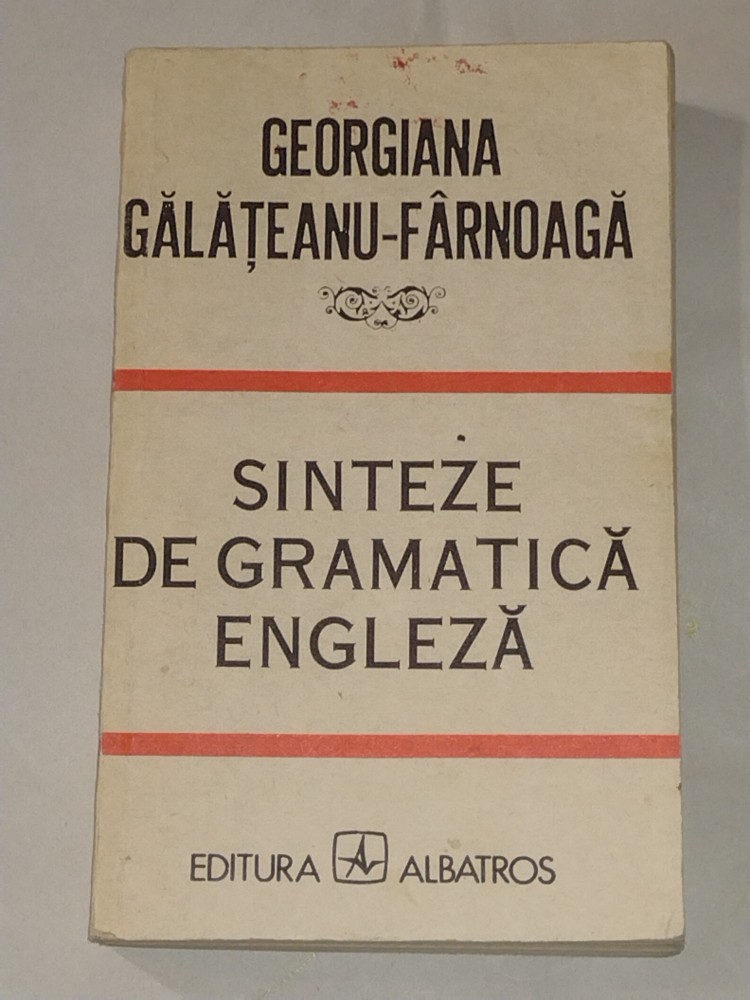 GEORGIANA
GĂLĂȚEANU-FÂRNOAGĂ
SINTEZE
DE GRAMATICĂ
ENGLEZĂ
EDITURA ALBATROS